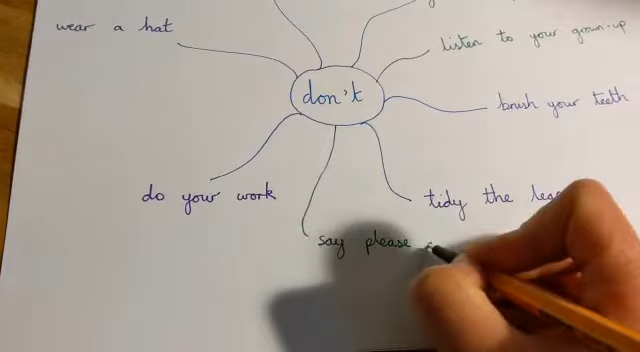 wear a hat
listen to your grown-up
don't
brush your teeth
do your work
tidy the
say please